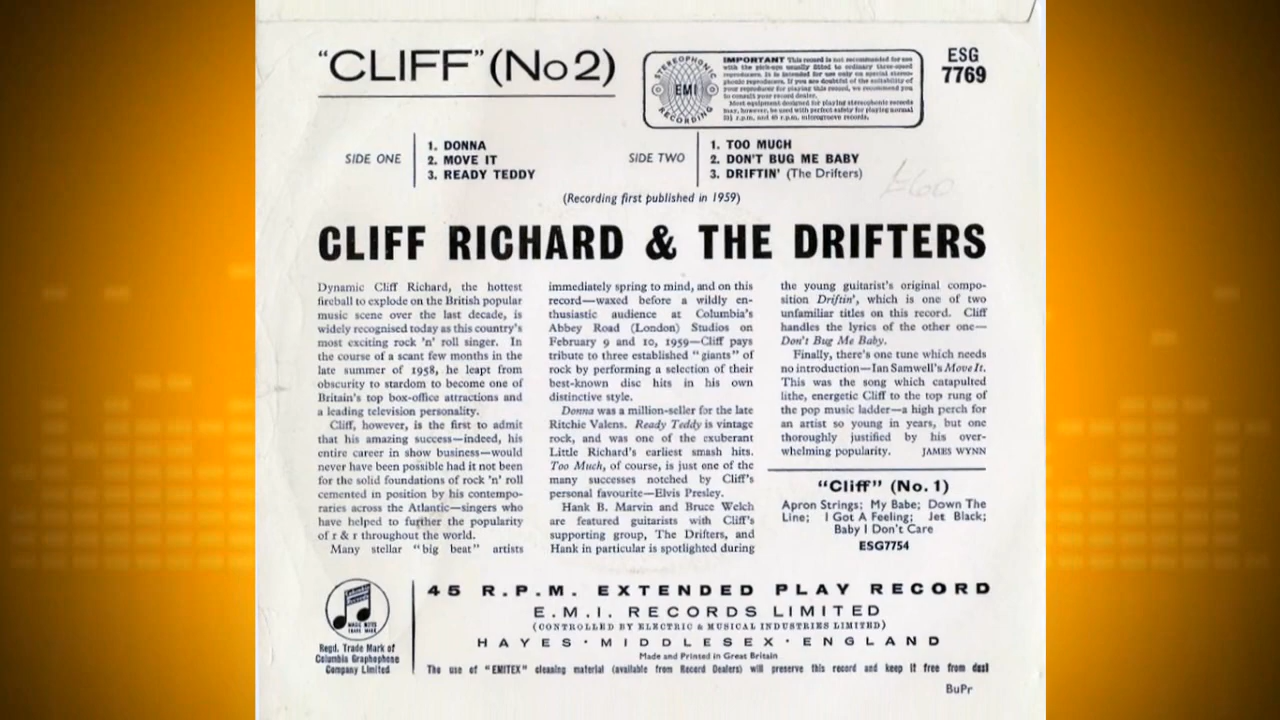 "CLIFF" (No 2)
STEREOPHONIC
EMI
RECORDING
IMPORTANT This record is not recommended for use
with the pick-ups usually fitted to ordinary three-speed
reproducers. It is intended for use only on special stereo-
phonic reproducers. If you are doubtful of the suitability of
your reproducer for playing this record, we recommend you
to consult your record dealer.
Most equipment designed for playing stereophonic records
may, however, be used with perfect safety for playing normal
33⅓ r.p.m. and 45 r.p.m. microgroove records.
ESG
7769
SIDE ONE
1. DONNA
2. MOVE IT
3. READY TEDDY
SIDE TWO
1. TOO MUCH
2. DON'T BUG ME BABY
3. DRIFTIN' (The Drifters)
£60
(Recording first published in 1959)
CLIFF RICHARD & THE DRIFTERS
Dynamic Cliff Richard, the hottest
fireball to explode on the British popular
music scene over the last decade, is
widely recognised today as this country's
most exciting rock 'n' roll singer. In
the course of a scant few months in the
late summer of 1958, he leapt from
obscurity to stardom to become one of
Britain's top box-office attractions and
a leading television personality.
Cliff, however, is the first to admit
that his amazing success—indeed, his
entire career in show business—would
never have been possible had it not been
for the solid foundations of rock 'n' roll
cemented in position by his contempo-
raries across the Atlantic—singers who
have helped to further the popularity
of r & r throughout the world.
Many stellar "big beat" artists
immediately spring to mind, and on this
record—waxed before a wildly en-
thusiastic audience at Columbia's
Abbey Road (London) Studios on
February 9 and 10, 1959—Cliff pays
tribute to three established "giants" of
rock by performing a selection of their
best-known disc hits in his own
distinctive style.
Donna was a million-seller for the late
Ritchie Valens. Ready Teddy is vintage
rock, and was one of the exuberant
Little Richard's earliest smash hits.
Too Much, of course, is just one of the
many successes notched by Cliff's
personal favourite—Elvis Presley.
Hank B. Marvin and Bruce Welch
are featured guitarists with Cliff's
supporting group, The Drifters, and
Hank in particular is spotlighted during
the young guitarist's original compo-
sition Driftin', which is one of two
unfamiliar titles on this record. Cliff
handles the lyrics of the other one—
Don't Bug Me Baby.
Finally, there's one tune which needs
no introduction—Ian Samwell's Move It.
This was the song which catapulted
lithe, energetic Cliff to the top rung of
the pop music ladder—a high perch for
an artist so young in years, but one
thoroughly justified by his over-
whelming popularity. JAMES WYNN
"Cliff" (No. 1)
Apron Strings; My Babe; Down The
Line; I Got A Feeling; Jet Black;
Baby I Don't Care
ESG7754
MAGIC NOTES
TRADE MARK
Regd. Trade Mark of
Columbia Graphophone
Company Limited
45 R.P.M. EXTENDED PLAY RECORD
E.M.I. RECORDS LIMITED
(CONTROLLED BY ELECTRIC & MUSICAL INDUSTRIES LIMITED)
HAYES · MIDDLESEX · ENGLAND
Made and Printed in Great Britain
The use of "EMITEX" cleaning material (available from Record Dealers) will preserve this record and keep it free from dust
BuPr